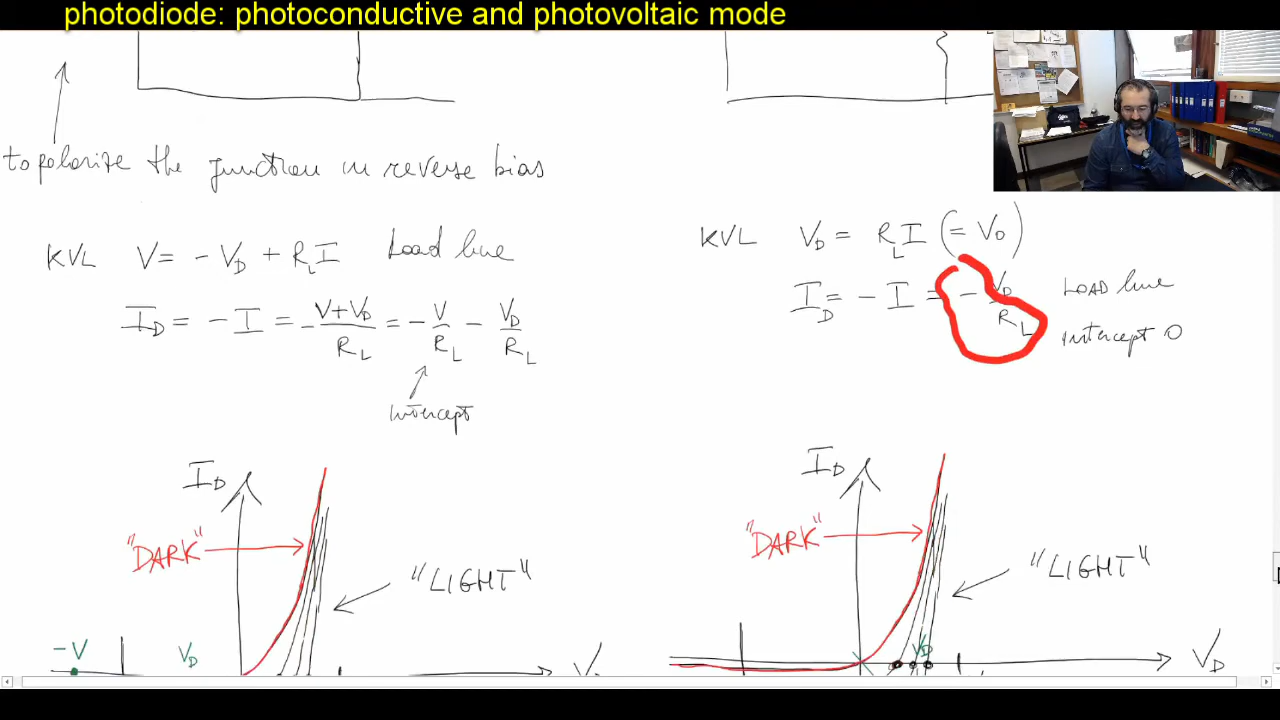 photodiode: photoconductive and photovoltaic mode
to polarize the junction in reverse bias
KVL V = - V_D + R_L I Load line
I_D = - I = - (V+V_D)/R_L = - V/R_L - V_D/R_L
Intercept
I_D
"DARK"
"LIGHT"
-V V_D
V
KVL V_D = R_L I (= V_O)
I_D = - I = - V_D/R_L LOAD line
Intercept 0
I_D
"DARK"
"LIGHT"
V_D
V_D